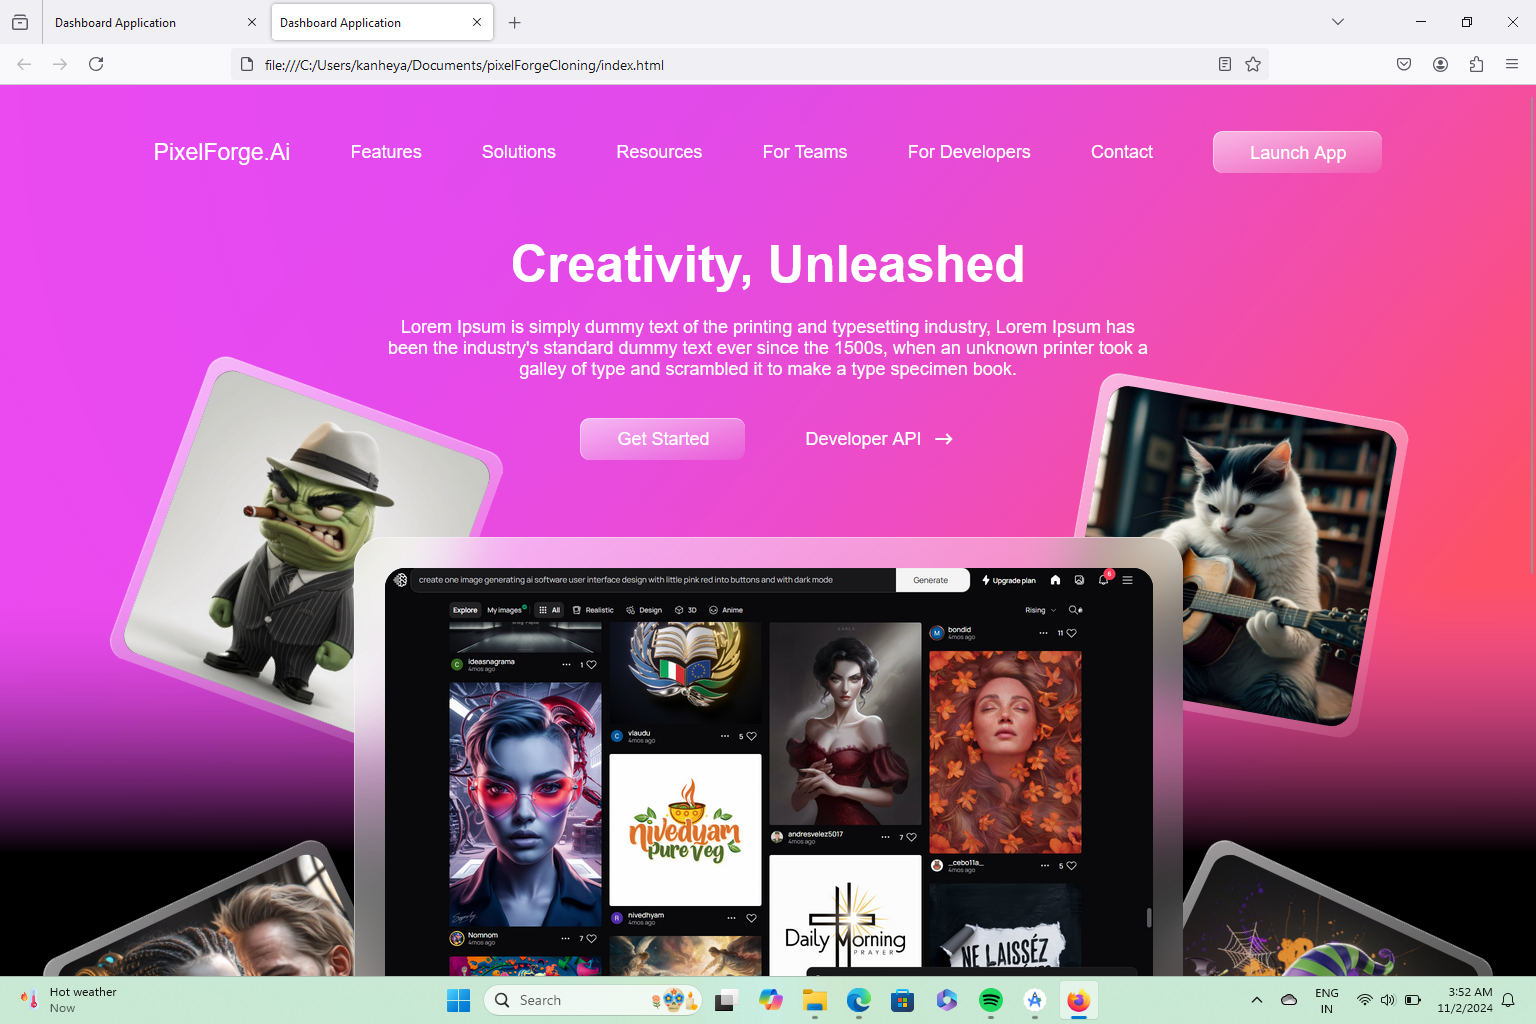 Dashboard Application
Dashboard Application
file:///C:/Users/kanheya/Documents/pixelForgeCloning/index.html
PixelForge.Ai
Features
Solutions
Resources
For Teams
For Developers
Contact
Launch App
Creativity, Unleashed
Lorem Ipsum is simply dummy text of the printing and typesetting industry, Lorem Ipsum has
been the industry's standard dummy text ever since the 1500s, when an unknown printer took a
galley of type and scrambled it to make a type specimen book.
Get Started
Developer API
create one image generating ai software user interface design with little pink red into buttons and with dark mode
Generate
Upgrade plan
6
Explore
My images
All
Realistic
Design
3D
Anime
Rising
C
ideasnagrama
4mos ago
1
C
vlaudu
4mos ago
5
M
bondid
4mos ago
11
nivedyam
pure veg
andresvelez5017
4mos ago
7
_cebo11a_
4mos ago
5
R
nivedhyam
4mos ago
Nomnom
4mos ago
7
Daily Morning
PRAYER
NE LAISSÉZ
Hot weather
Now
Search
ENG
IN
3:52 AM
11/2/2024